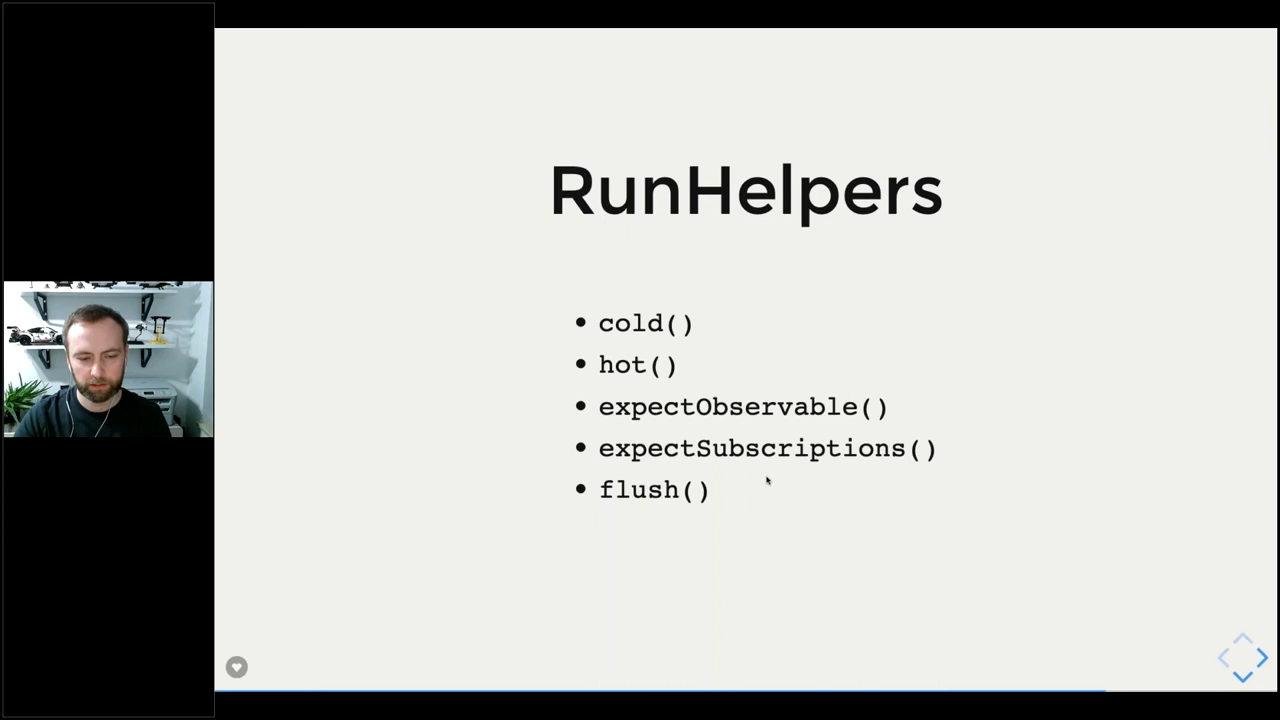 RunHelpers
• cold()
• hot()
• expectObservable()
• expectSubscriptions()
• flush()